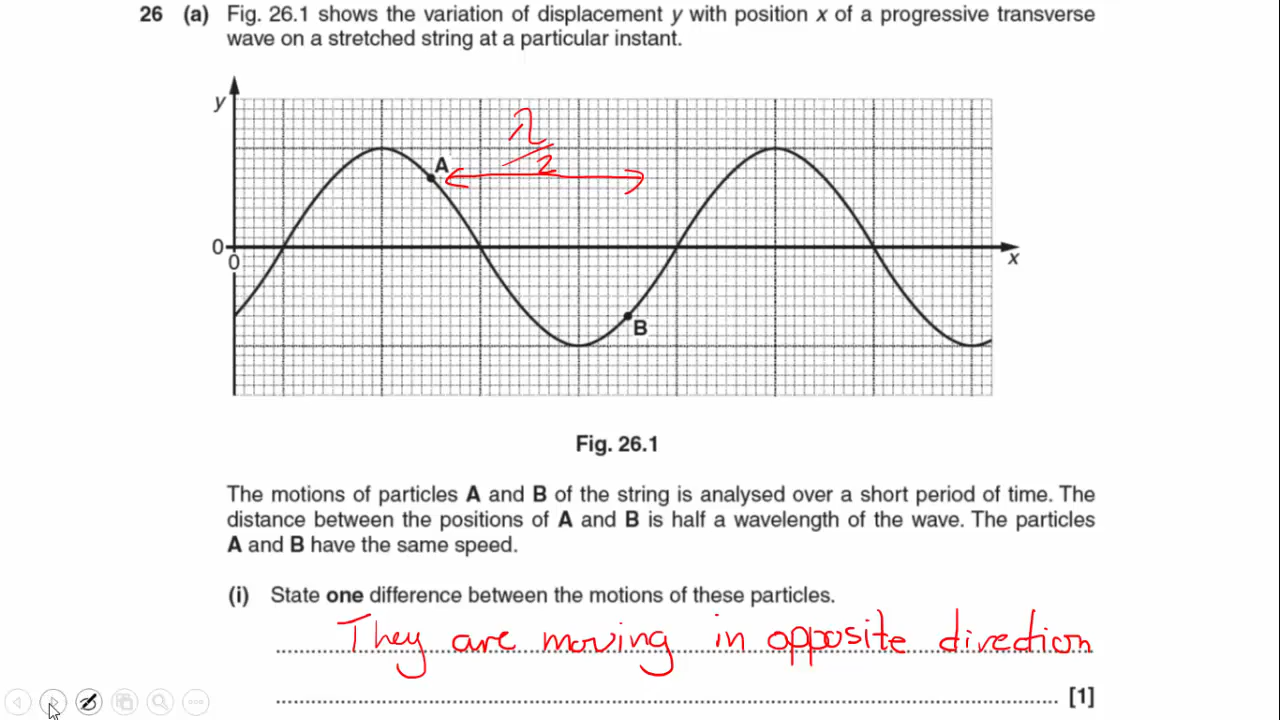 26 (a) Fig. 26.1 shows the variation of displacement y with position x of a progressive transverse
wave on a stretched string at a particular instant.
y
λ/2
A
0
0
x
B
Fig. 26.1
The motions of particles A and B of the string is analysed over a short period of time. The
distance between the positions of A and B is half a wavelength of the wave. The particles
A and B have the same speed.
(i) State one difference between the motions of these particles.
They are moving in opposite direction
[1]